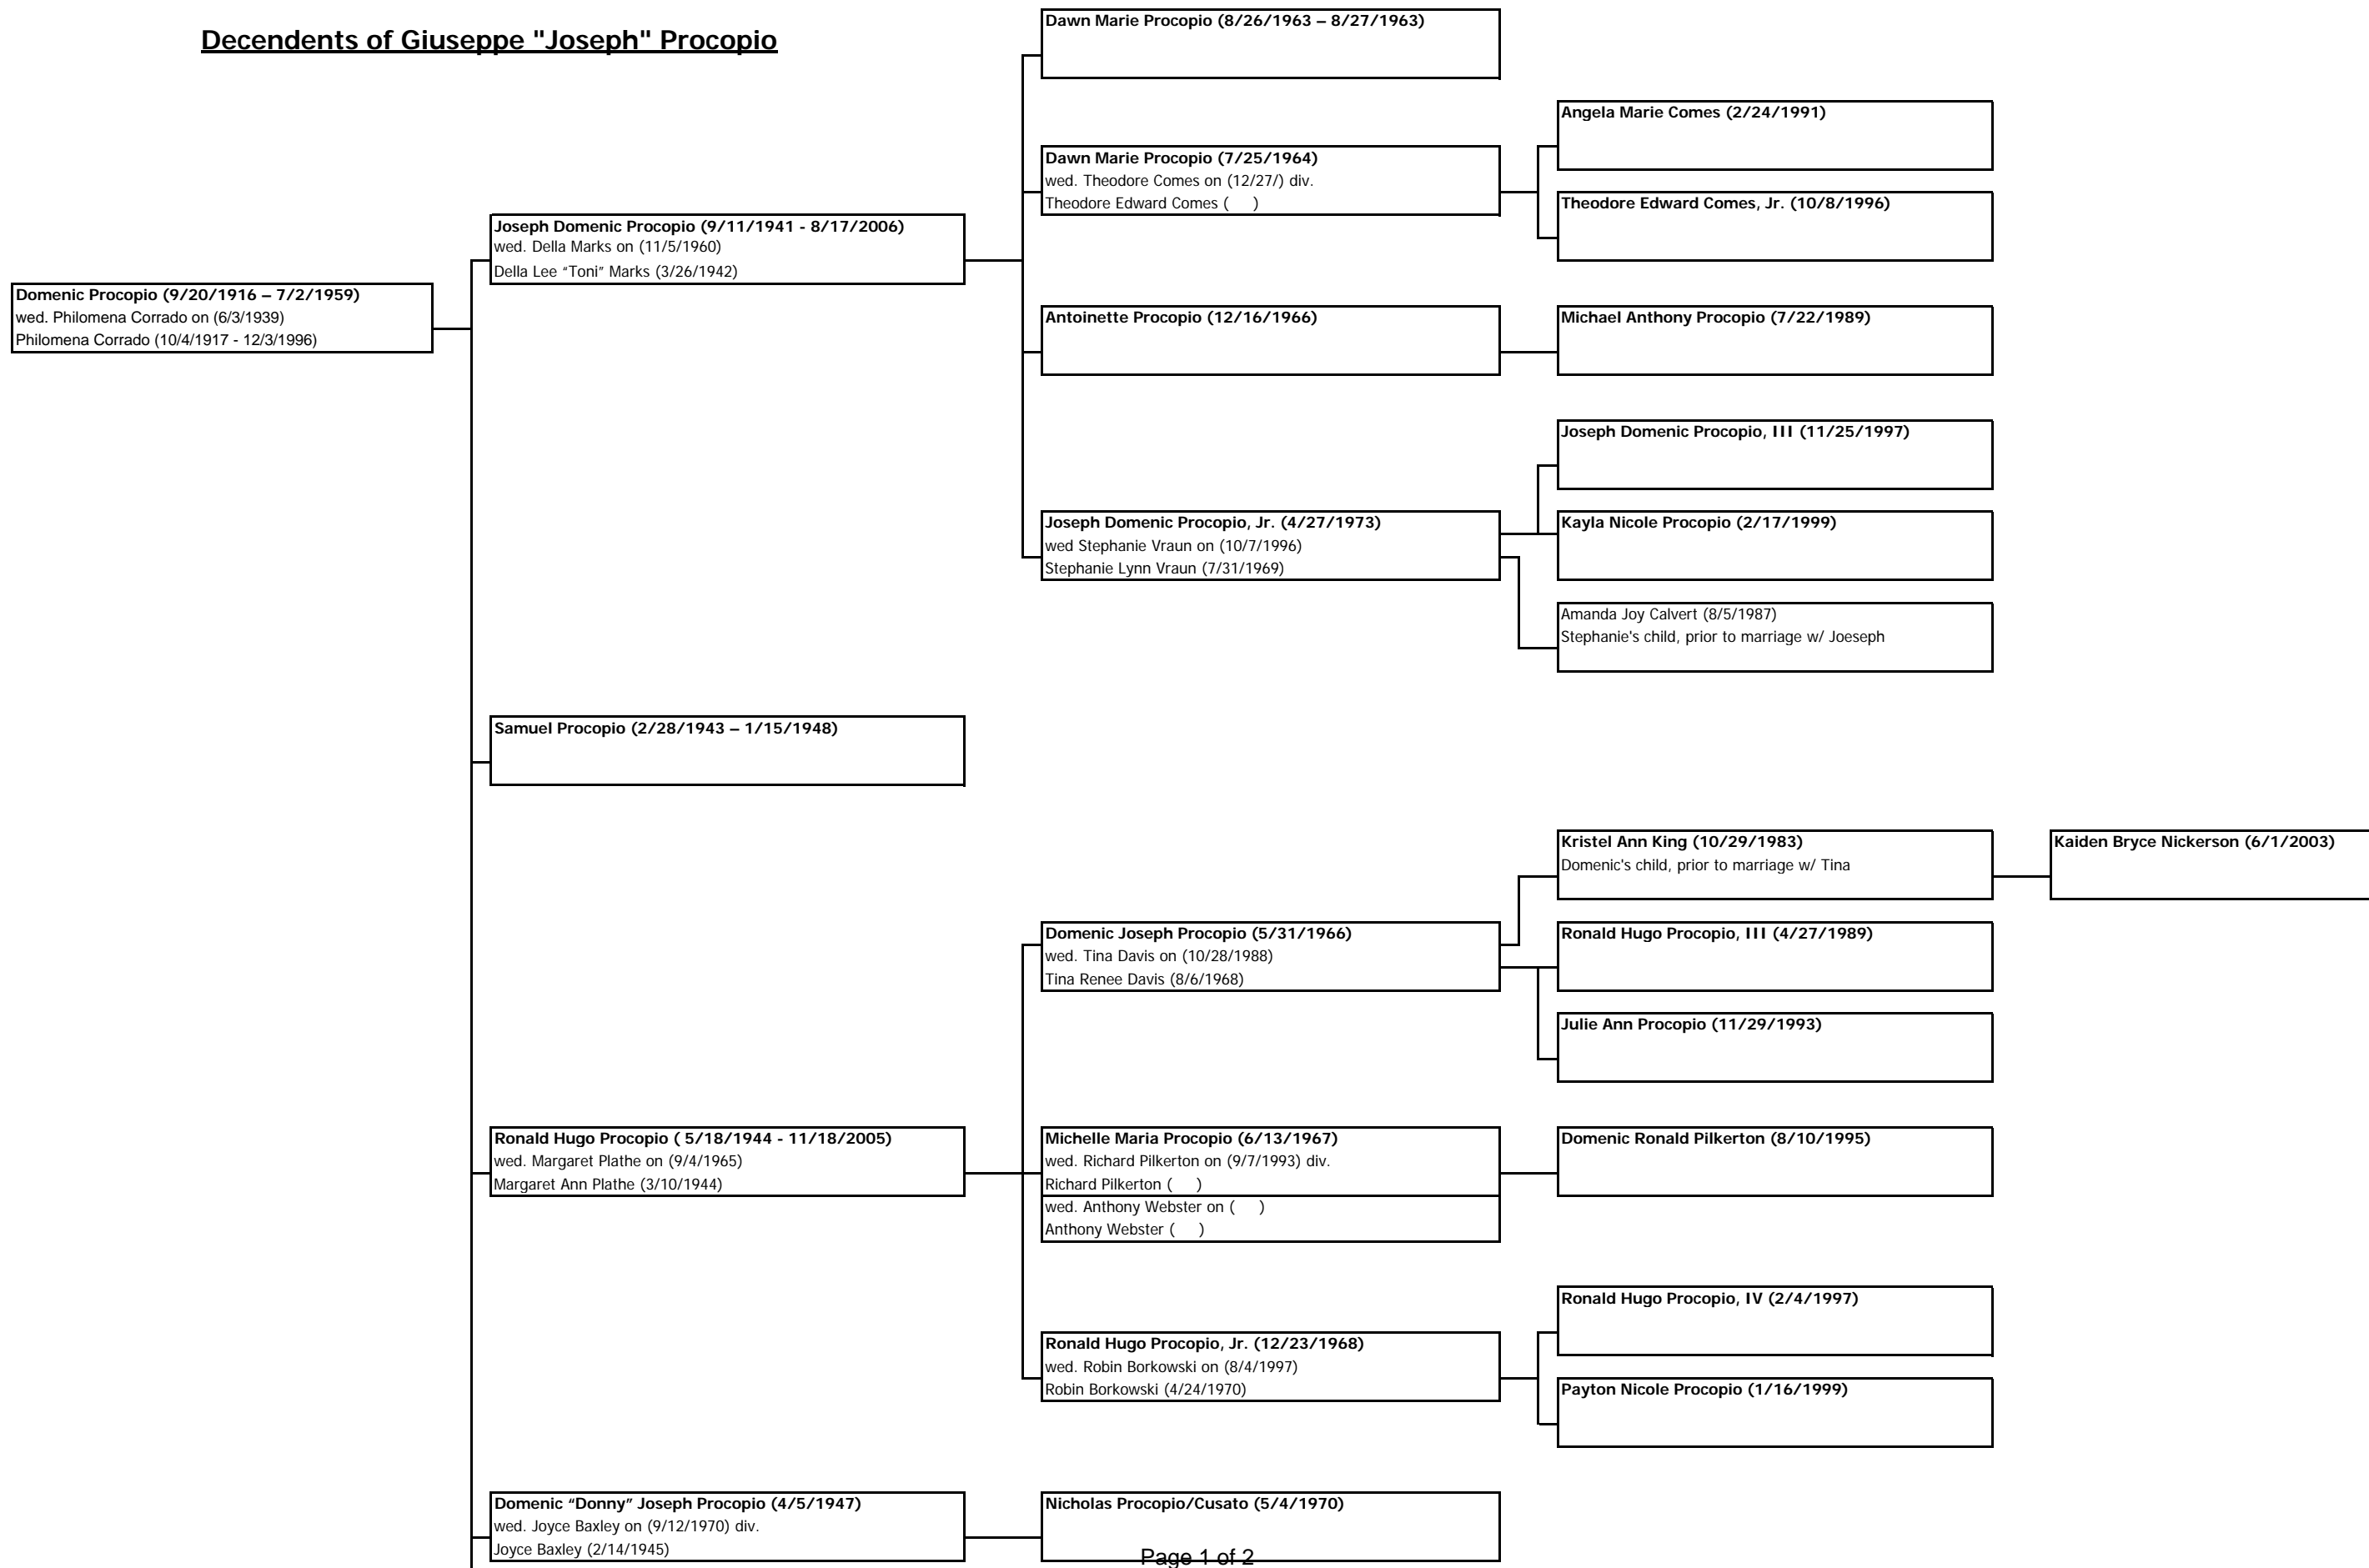 Decendents of Giuseppe "Joseph" Procopio
Domenic Procopio (9/20/1916 – 7/2/1959)
wed. Philomena Corrado on (6/3/1939)
Philomena Corrado (10/4/1917 - 12/3/1996)
Joseph Domenic Procopio (9/11/1941 - 8/17/2006)
wed. Della Marks on (11/5/1960)
Della Lee “Toni” Marks (3/26/1942)
Dawn Marie Procopio (8/26/1963 – 8/27/1963)
Dawn Marie Procopio (7/25/1964)
wed. Theodore Comes on (12/27/) div.
Theodore Edward Comes (    )
Angela Marie Comes (2/24/1991)
Theodore Edward Comes, Jr. (10/8/1996)
Antoinette Procopio (12/16/1966)
Michael Anthony Procopio (7/22/1989)
Joseph Domenic Procopio, Jr. (4/27/1973)
wed Stephanie Vraun on (10/7/1996)
Stephanie Lynn Vraun (7/31/1969)
Joseph Domenic Procopio, III (11/25/1997)
Kayla Nicole Procopio (2/17/1999)
Amanda Joy Calvert (8/5/1987)
Stephanie's child, prior to marriage w/ Joeseph
Samuel Procopio (2/28/1943 – 1/15/1948)
Ronald Hugo Procopio ( 5/18/1944 - 11/18/2005)
wed. Margaret Plathe on (9/4/1965)
Margaret Ann Plathe (3/10/1944)
Domenic Joseph Procopio (5/31/1966)
wed. Tina Davis on (10/28/1988)
Tina Renee Davis (8/6/1968)
Kristel Ann King (10/29/1983)
Domenic's child, prior to marriage w/ Tina
Kaiden Bryce Nickerson (6/1/2003)
Ronald Hugo Procopio, III (4/27/1989)
Julie Ann Procopio (11/29/1993)
Michelle Maria Procopio (6/13/1967)
wed. Richard Pilkerton on (9/7/1993) div.
Richard Pilkerton (    )
wed. Anthony Webster on (    )
Anthony Webster (    )
Domenic Ronald Pilkerton (8/10/1995)
Ronald Hugo Procopio, Jr. (12/23/1968)
wed. Robin Borkowski on (8/4/1997)
Robin Borkowski (4/24/1970)
Ronald Hugo Procopio, IV (2/4/1997)
Payton Nicole Procopio (1/16/1999)
Domenic “Donny” Joseph Procopio (4/5/1947)
wed. Joyce Baxley on (9/12/1970) div.
Joyce Baxley (2/14/1945)
Nicholas Procopio/Cusato (5/4/1970)
Page 1 of 2